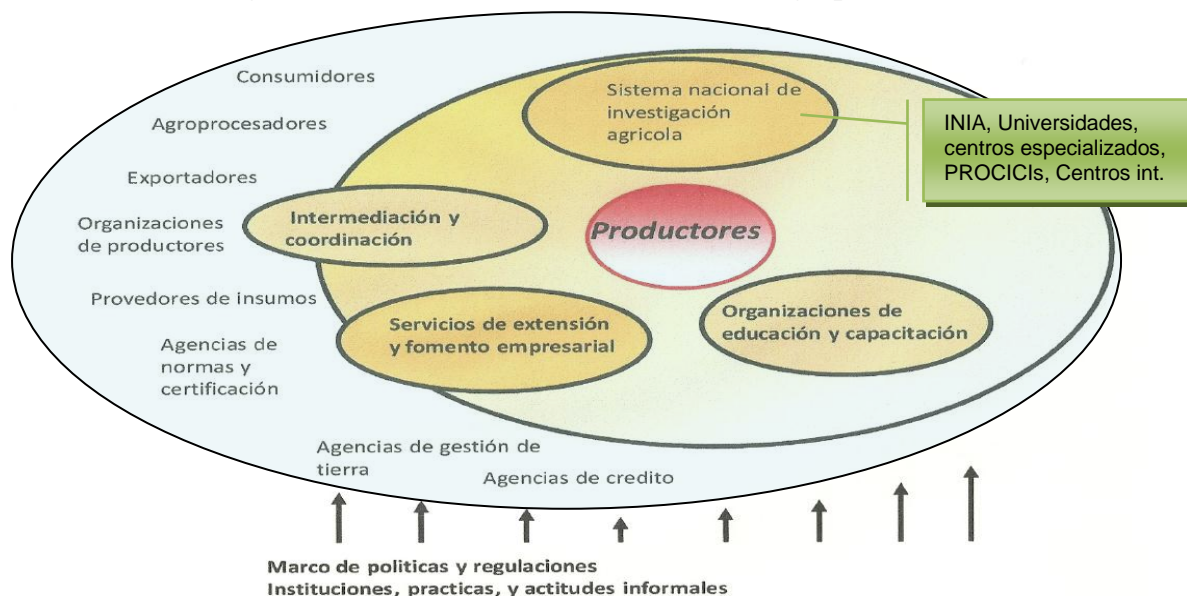 Consumidores
Agroprocesadores
Exportadores
Organizaciones
de productores
Provedores de insumos
Agencias de
normas y
certificación
Agencias de gestión de
tierra
Agencias de credito
Sistema nacional de
investigación
agricola
INIA, Universidades,
centros especializados,
PROCICIs, Centros int.
Intermediación y
coordinación
Productores
Servicios de extensión
y fomento empresarial
Organizaciones de
educación y capacitación
Marco de politicas y regulaciones
Instituciones, practicas, y actitudes informales